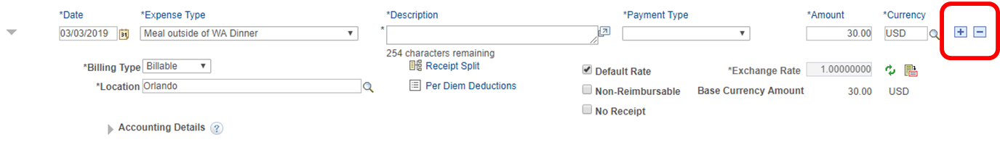 *Date *Expense Type *Description *Payment Type *Amount *Currency
03/03/2019 31 Meal outside of WA Dinner * 30.00 USD
254 characters remaining
*Billing Type Billable Receipt Split Default Rate *Exchange Rate 1.00000000
*Location Orlando Per Diem Deductions Non-Reimbursable Base Currency Amount 30.00 USD
No Receipt
Accounting Details ?